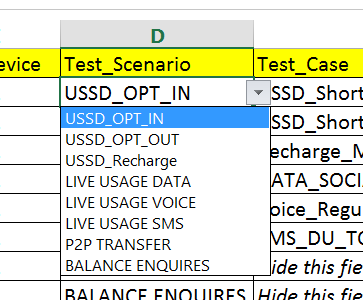 D
evice Test_Scenario Test_Case
USSD_OPT_IN SSD_Short
USSD_OPT_IN SSD_Short
USSD_OPT_OUT
USSD_Recharge echarge_M
LIVE USAGE DATA ATA_SOCI
LIVE USAGE VOICE oice_Regu
LIVE USAGE SMS MS_DU_TO
P2P TRANSFER
BALANCE ENQUIRES ide this fie
BALANCE ENQUIRES Hide this fie